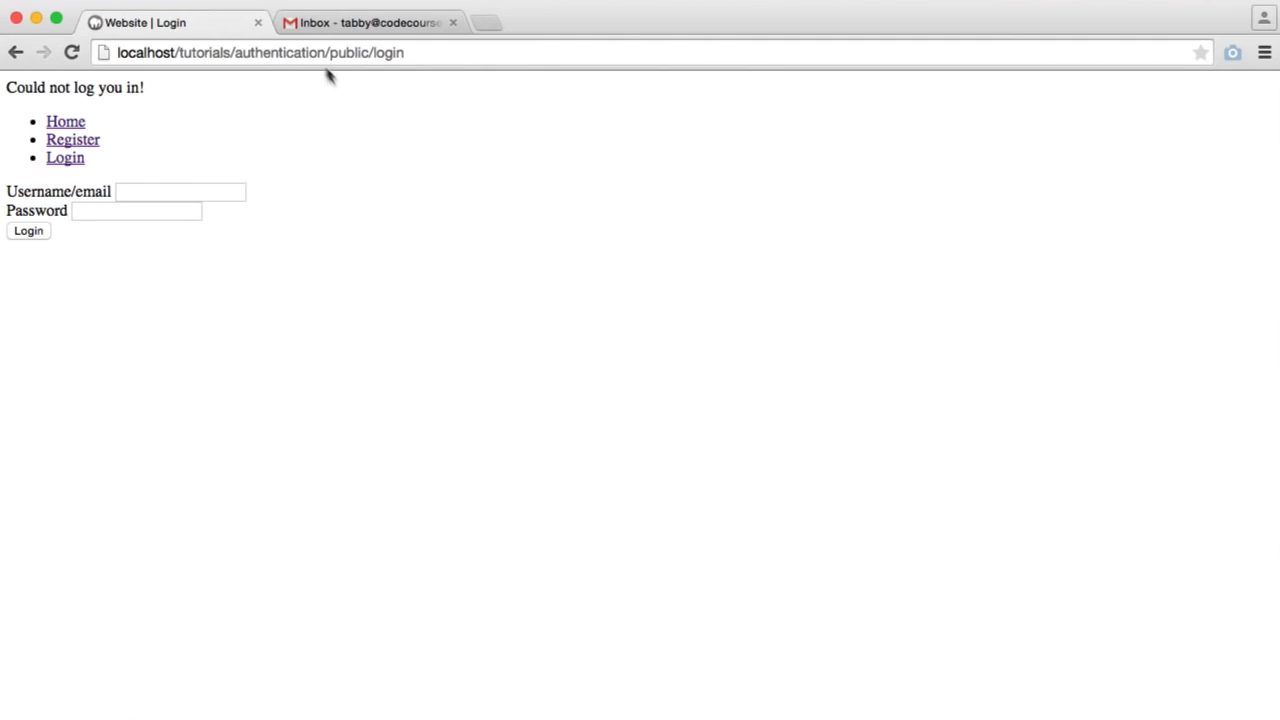 Website | Login
Inbox - tabby@codecourse
localhost/tutorials/authentication/public/login
Could not log you in!
Home
Register
Login
Username/email
Password
Login